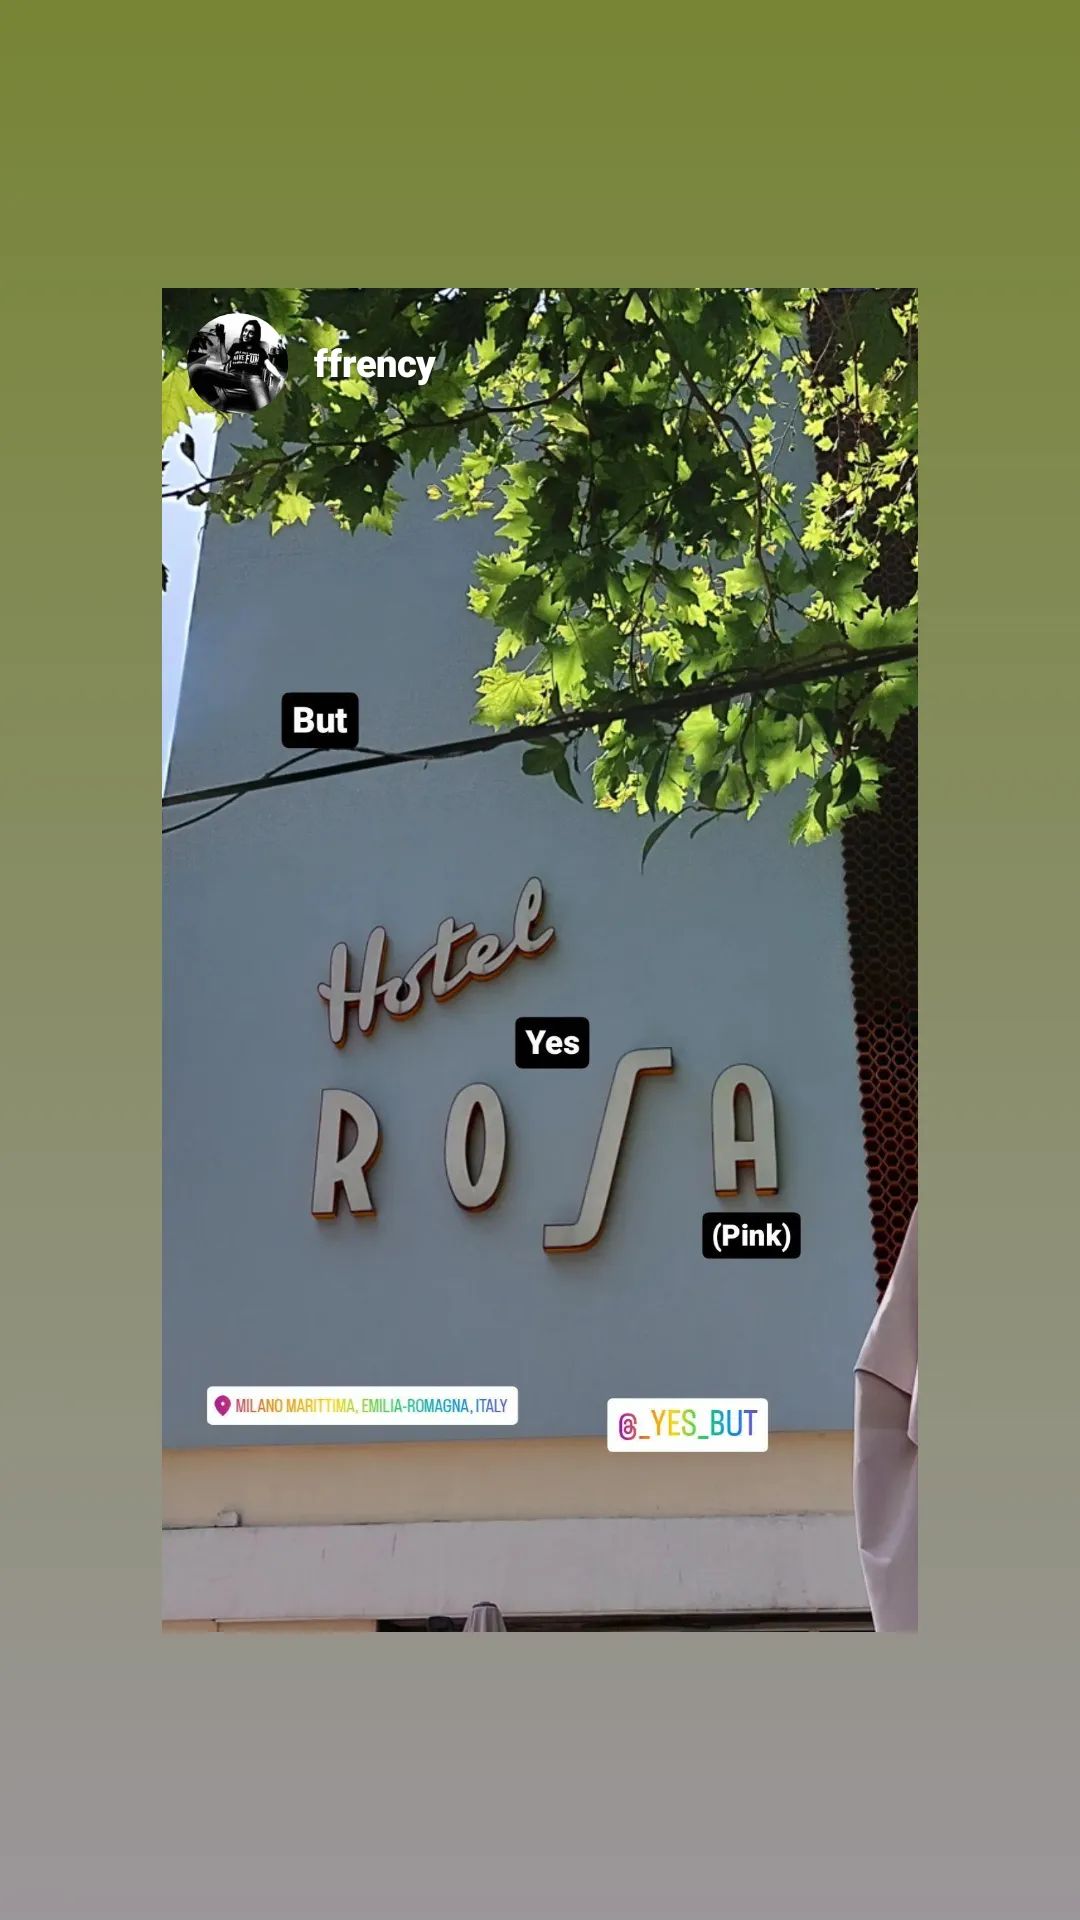 ffrency
But
Hotel
Yes
ROSA
(Pink)
MILANO MARITTIMA, EMILIA-ROMAGNA, ITALY
@_YES_BUT